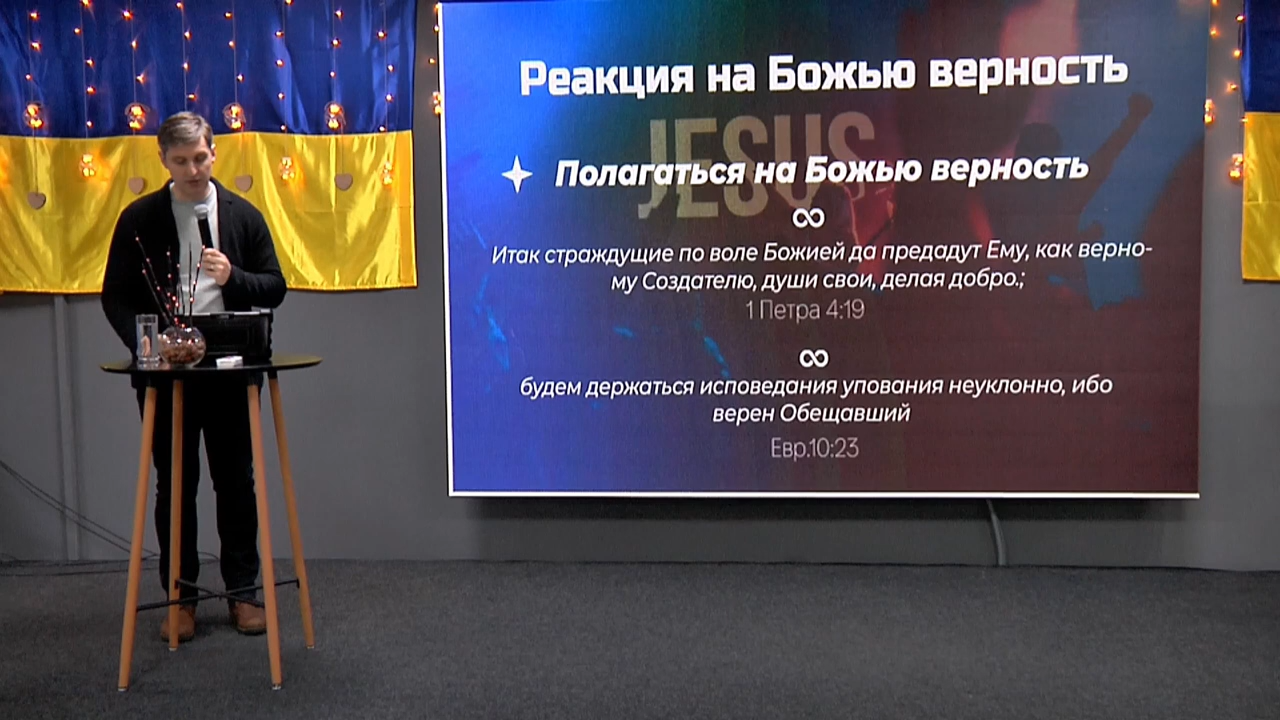 Реакция на Божью верность
JESUS
Полагаться на Божью верность
Итак страждущие по воле Божией да предадут Ему, как верно-
му Создателю, души свои, делая добро.;
1 Петра 4:19
будем держаться исповедания упования неуклонно, ибо
верен Обещавший
Евр.10:23